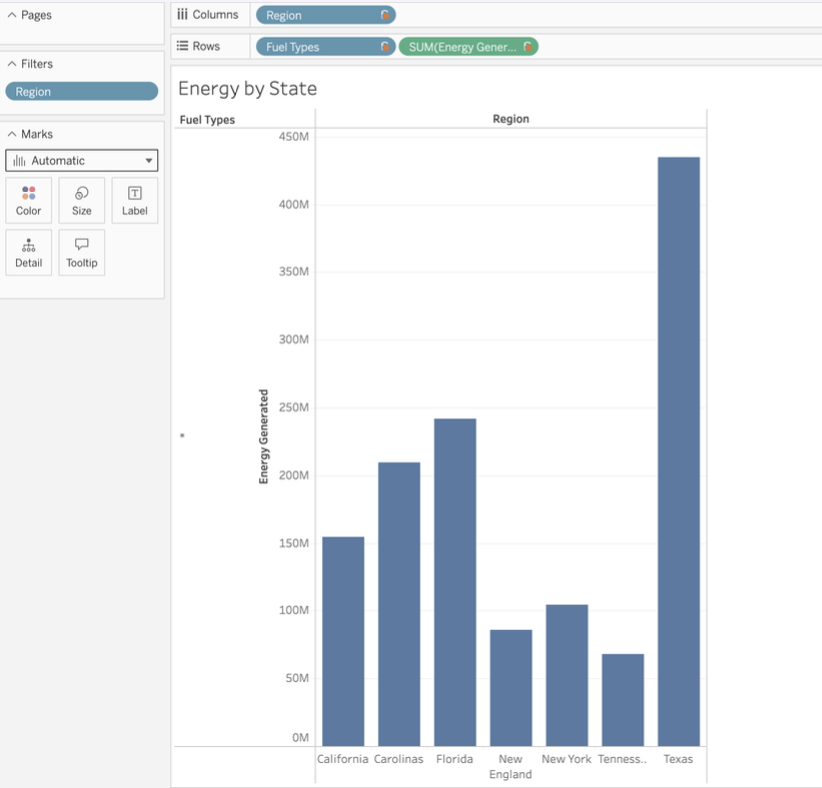 Pages
Columns
Region
Rows
Fuel Types
SUM(Energy Gener...
Filters
Region
Marks
Automatic
Color
Size
Label
Detail
Tooltip
Energy by State
Fuel Types
Region
450M
400M
350M
300M
250M
200M
150M
100M
50M
0M
Energy Generated
*
California
Carolinas
Florida
New
England
New York
Tenness..
Texas